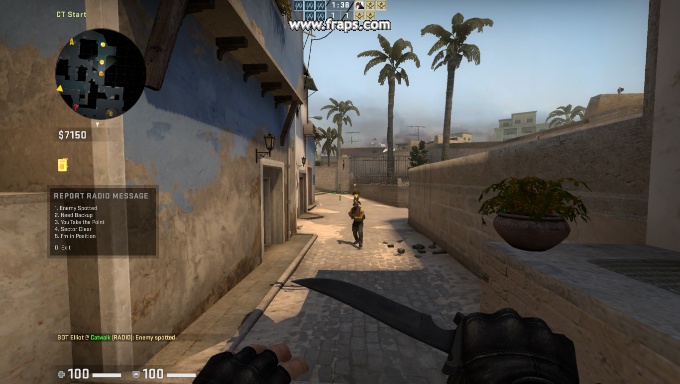 CT Start
1:38
1 1
www.fraps.com
$7150
REPORT RADIO MESSAGE
1. Enemy Spotted
2. Need Backup
3. You Take the Point
4. Sector Clear
5. I'm in Position
0 Exit
BOT Elliot @ Catwalk (RADIO): Enemy spotted.
100 100